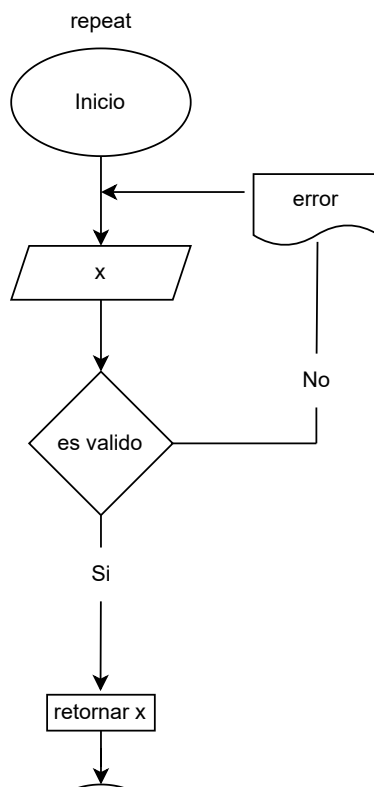 repeat
Inicio
error
x
No
es valido
Si
retornar x